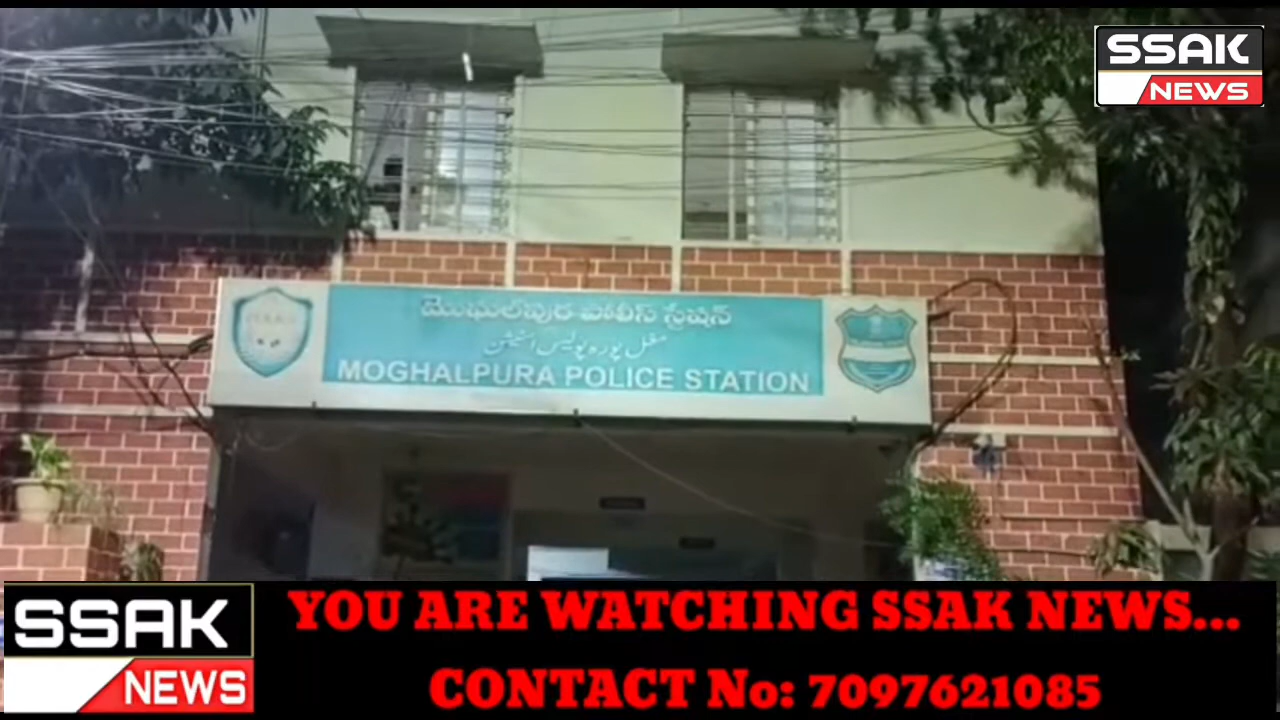 SSAK
NEWS
మొఘల్‌పుర పోలీస్ స్టేషన్
مغل پورہ پولیس اسٹیشن
MOGHALPURA POLICE STATION
SSAK
NEWS
YOU ARE WATCHING SSAK NEWS...
CONTACT No: 7097621085